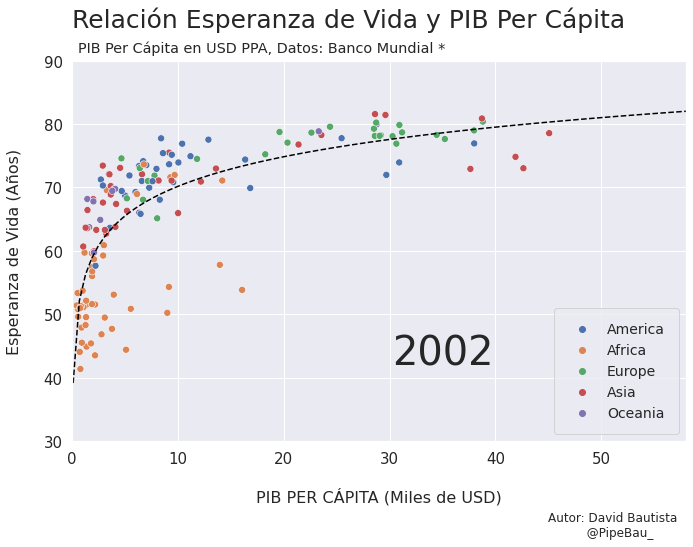 Relación Esperanza de Vida y PIB Per Cápita
PIB Per Cápita en USD PPA, Datos: Banco Mundial *
Esperanza de Vida (Años)
90
80
70
60
50
40
30
2002
America
Africa
Europe
Asia
Oceania
0 10 20 30 40 50
PIB PER CÁPITA (Miles de USD)
Autor: David Bautista
@PipeBau_